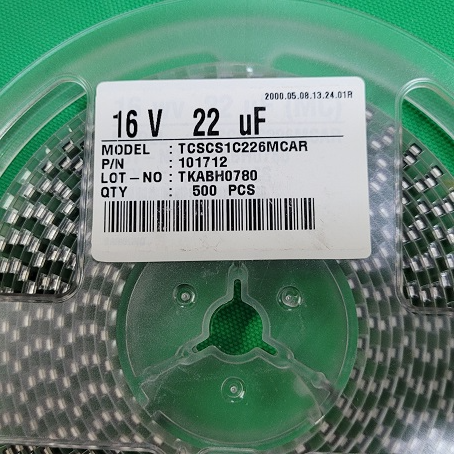 2000.05.08.13.24.01R
16 V 22 uF
MODEL : TCSCS1C226MCAR
P/N : 101712
LOT-NO : TKABH0780
QTY : 500 PCS